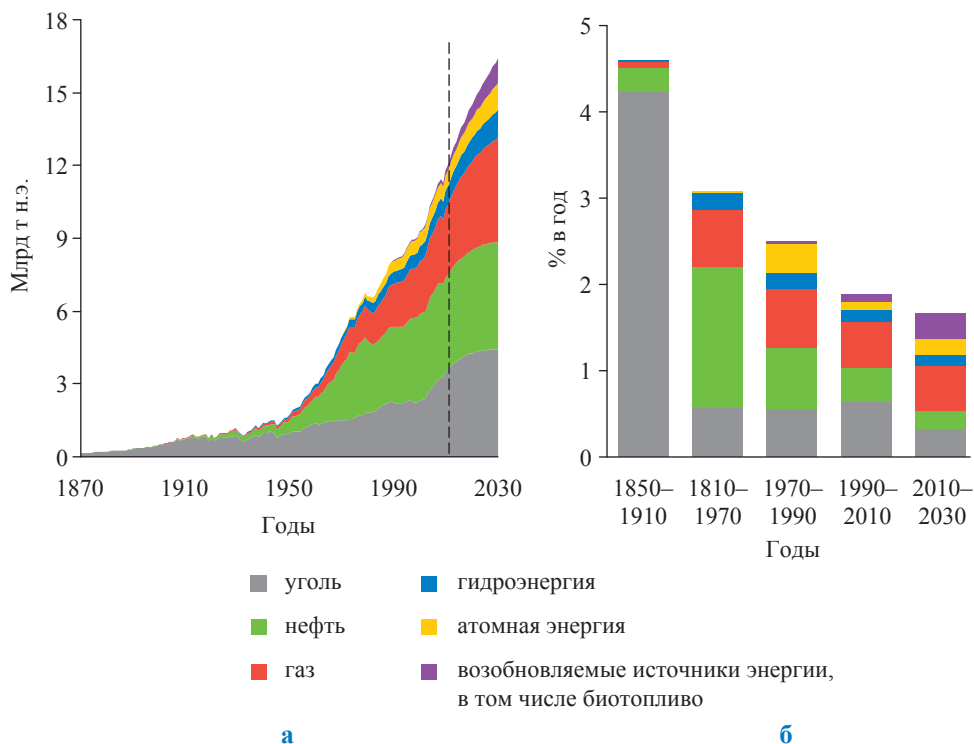 18
15
12
9
6
3
0
Млрд т н.э.
1870
1910
1950
1990
2030
Годы
5
4
3
2
1
0
% в год
1850–
1910
1810–
1970
1970–
1990
1990–
2010
2010–
2030
Годы
уголь
нефть
газ
гидроэнергия
атомная энергия
возобновляемые источники энергии,
в том числе биотопливо
а
б